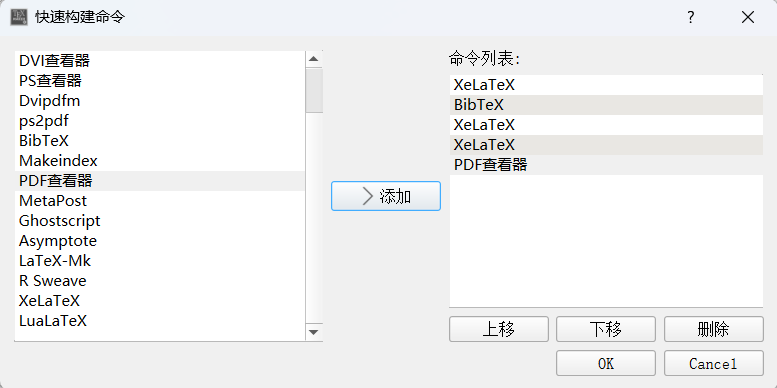 快速构建命令
?
DVI查看器
PS查看器
Dvipdfm
ps2pdf
BibTeX
Makeindex
PDF查看器
MetaPost
Ghostscript
Asymptote
LaTeX-Mk
R Sweave
XeLaTeX
LuaLaTeX
添加
命令列表:
XeLaTeX
BibTeX
XeLaTeX
XeLaTeX
PDF查看器
上移
下移
删除
OK
Cancel